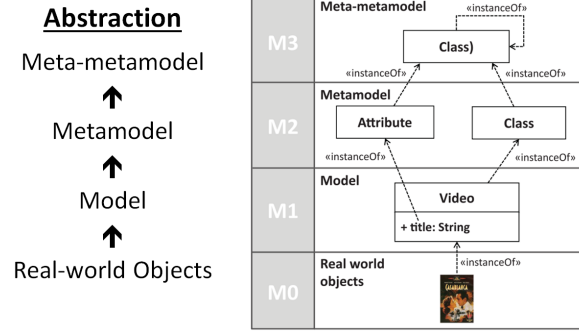 Abstraction
Meta-metamodel
Metamodel
Model
Real-world Objects
M3
Meta-metamodel
«instanceOf»
Class)
«instanceOf»
«instanceOf»
M2
Metamodel
Attribute
Class
«instanceOf»
«instanceOf»
M1
Model
Video
+ title: String
M0
Real world
objects
«instanceOf»
CASABLANCA